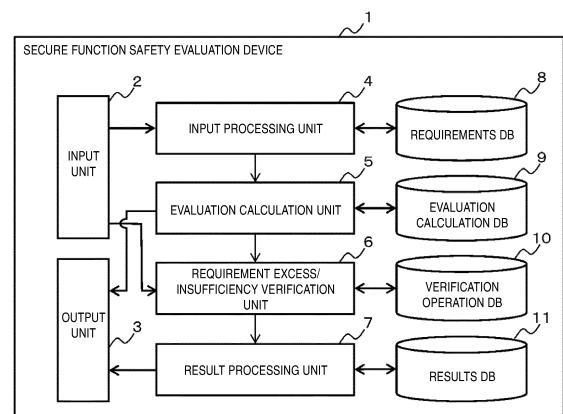 1
SECURE FUNCTION SAFETY EVALUATION DEVICE
2
4
8
INPUT
UNIT
INPUT PROCESSING UNIT
REQUIREMENTS DB
5
9
EVALUATION CALCULATION UNIT
EVALUATION
CALCULATION DB
6
10
REQUIREMENT EXCESS/
INSUFFICIENCY VERIFICATION
UNIT
VERIFICATION
OPERATION DB
OUTPUT
UNIT
3
7
11
RESULT PROCESSING UNIT
RESULTS DB